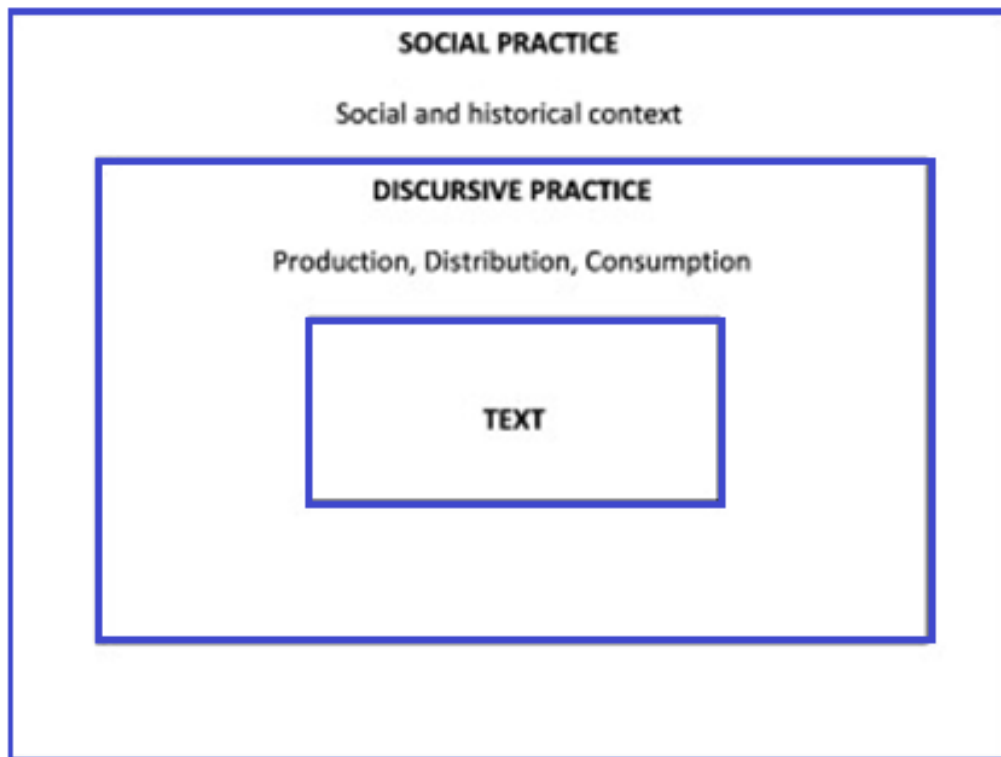 SOCIAL PRACTICE
Social and historical context
DISCURSIVE PRACTICE
Production, Distribution, Consumption
TEXT